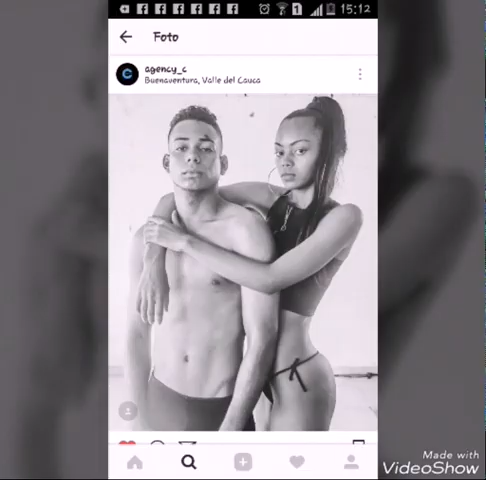 15:12
Foto
agency_c
Buenaventura, Valle del Cauca
Made with
VideoShow